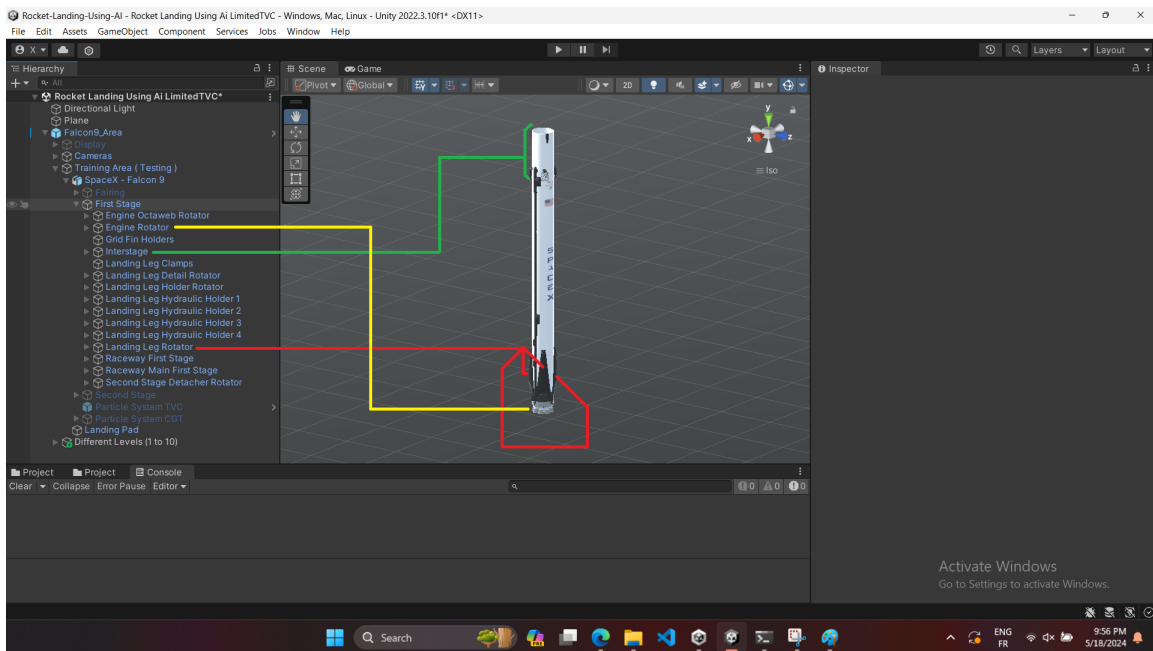 Rocket-Landing-Using-AI - Rocket Landing Using Ai LimitedTVC - Windows, Mac, Linux - Unity 2022.3.10f1* <DX11>
File Edit Assets GameObject Component Services Jobs Window Help
X Layers Layout
Hierarchy
All
Scene Game
Inspector
Pivot Global 2D
Rocket Landing Using Ai LimitedTVC*
Directional Light
Plane
Falcon9_Area
Display
Cameras
Training Area ( Testing )
SpaceX - Falcon 9
Fairing
First Stage
Engine Octaweb Rotator
Engine Rotator
Grid Fin Holders
Interstage
Landing Leg Clamps
Landing Leg Detail Rotator
Landing Leg Holder Rotator
Landing Leg Hydraulic Holder 1
Landing Leg Hydraulic Holder 2
Landing Leg Hydraulic Holder 3
Landing Leg Hydraulic Holder 4
Landing Leg Rotator
Raceway First Stage
Raceway Main First Stage
Second Stage Detacher Rotator
Second Stage
Particle System TVC
Particle System CGT
Landing Pad
Different Levels (1 to 10)
y
x z
Iso
SPACEX
Project Project Console
Clear Collapse Error Pause Editor 0 0 0
Activate Windows
Go to Settings to activate Windows.
Search
ENG
FR
9:56 PM
5/18/2024